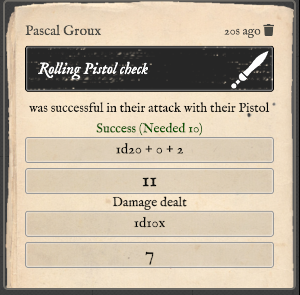 Pascal Groux 20s ago
Rolling Pistol check
was successful in their attack with their Pistol
Success (Needed 10)
1d20 + 0 + 2
11
Damage dealt
1d10x
7